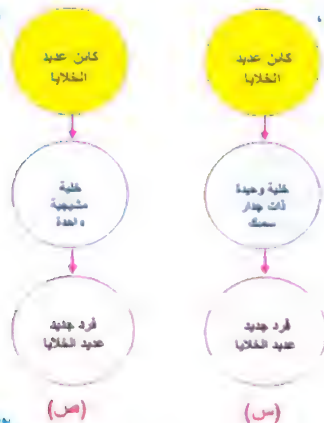 كائن عديد
الخلايا
خلية وحيدة
ذات جدار
سميك
فرد جديد
عديد الخلايا
(س)
كائن عديد
الخلايا
خلية
مشيجية
واحدة
فرد جديد
عديد الخلايا
(ص)